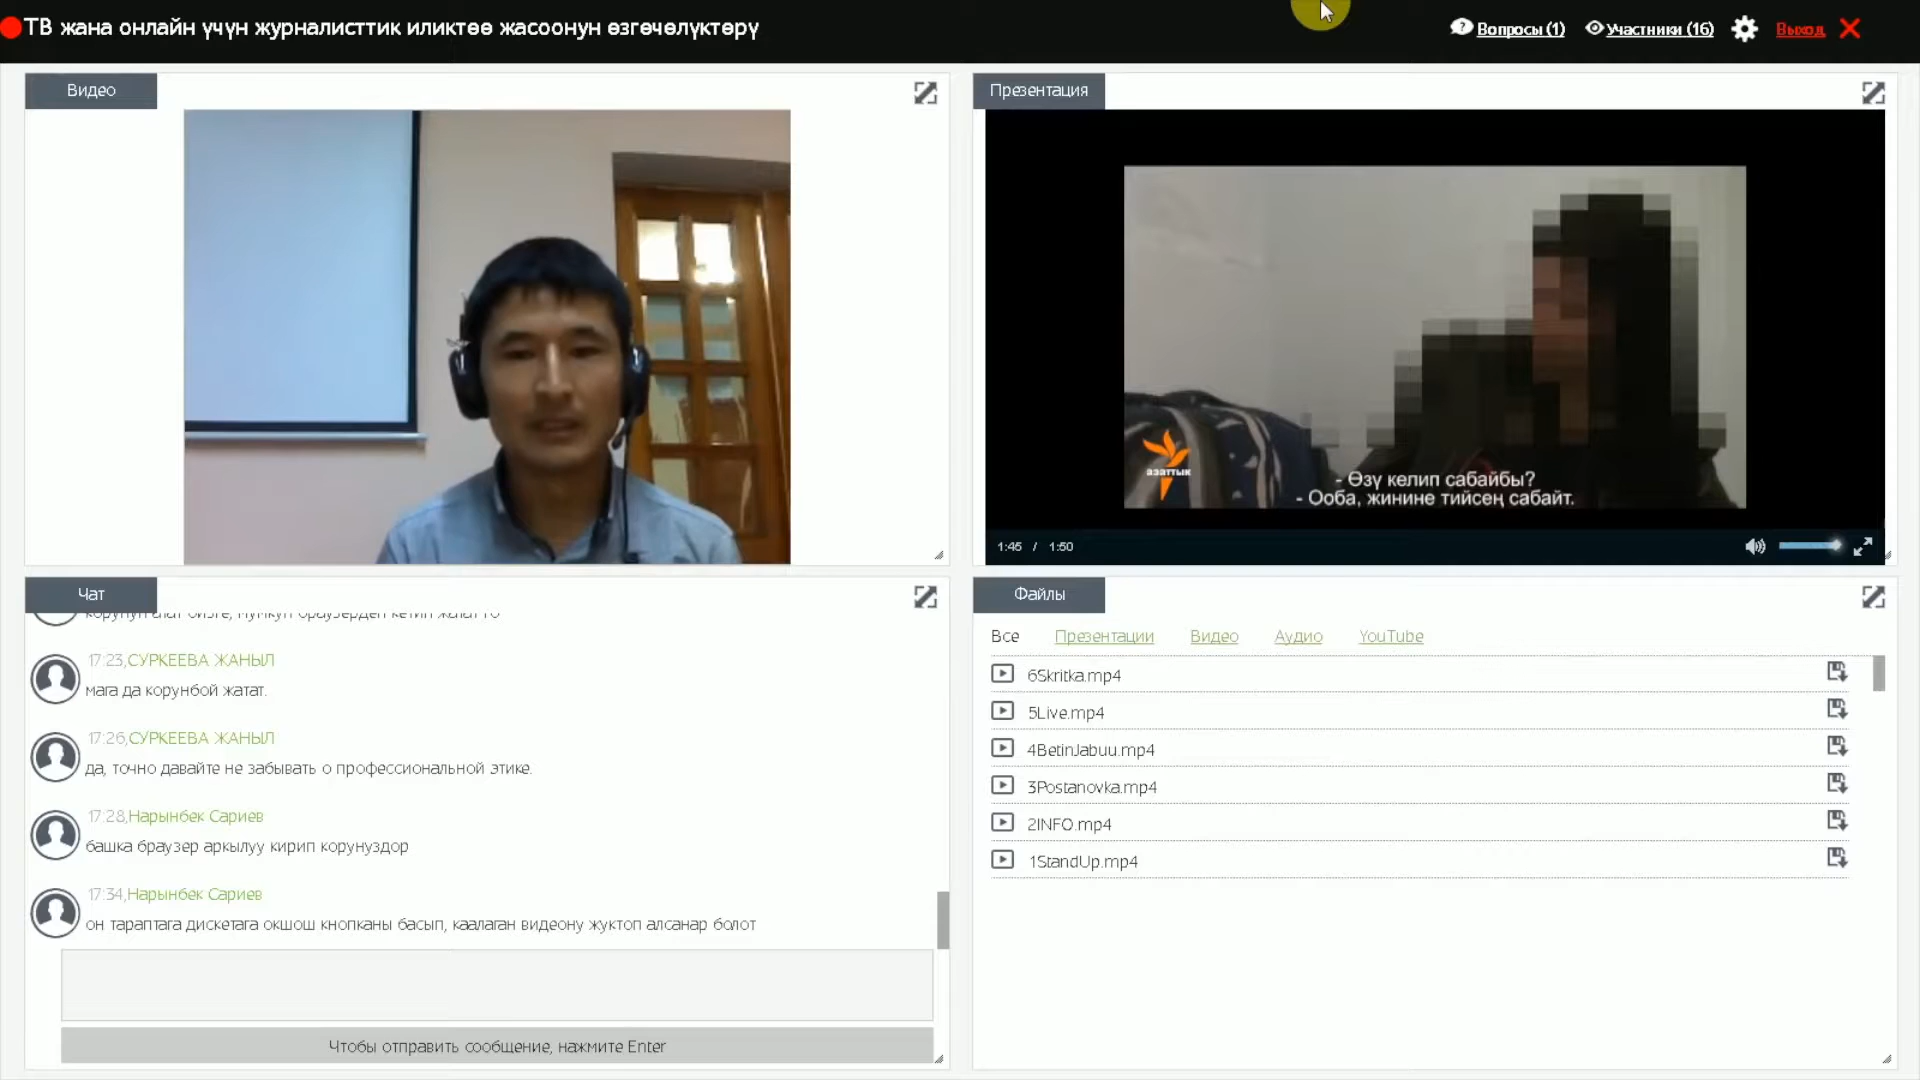 ТВ жана онлайн үчүн журналисттик иликтөө жасоонун өзгөчөлүктөрү
Вопросы (1)
Участники (16)
Выход
Видео
Презентация
азаттык
- Өзү келип сабайбы?
- Ооба, жинине тийсең сабайт.
1:45 / 1:50
Чат
17:23,СУРКЕЕВА ЖАНЫЛ
мага да корунбой жатат.
17:26,СУРКЕЕВА ЖАНЫЛ
да, точно давайте не забывать о профессиональной этике.
17:28,Нарынбек Сариев
башка браузер аркылуу кирип корунуздор
17:34,Нарынбек Сариев
он тараптага дискетага окшош кнопканы басып, каалаган видеону жуктоп алсанар болот
Чтобы отправить сообщение, нажмите Enter
Файлы
Все Презентации Видео Аудио YouTube
6Skritka.mp4
5Live.mp4
4BetinJabuu.mp4
3Postanovka.mp4
2INFO.mp4
1StandUp.mp4